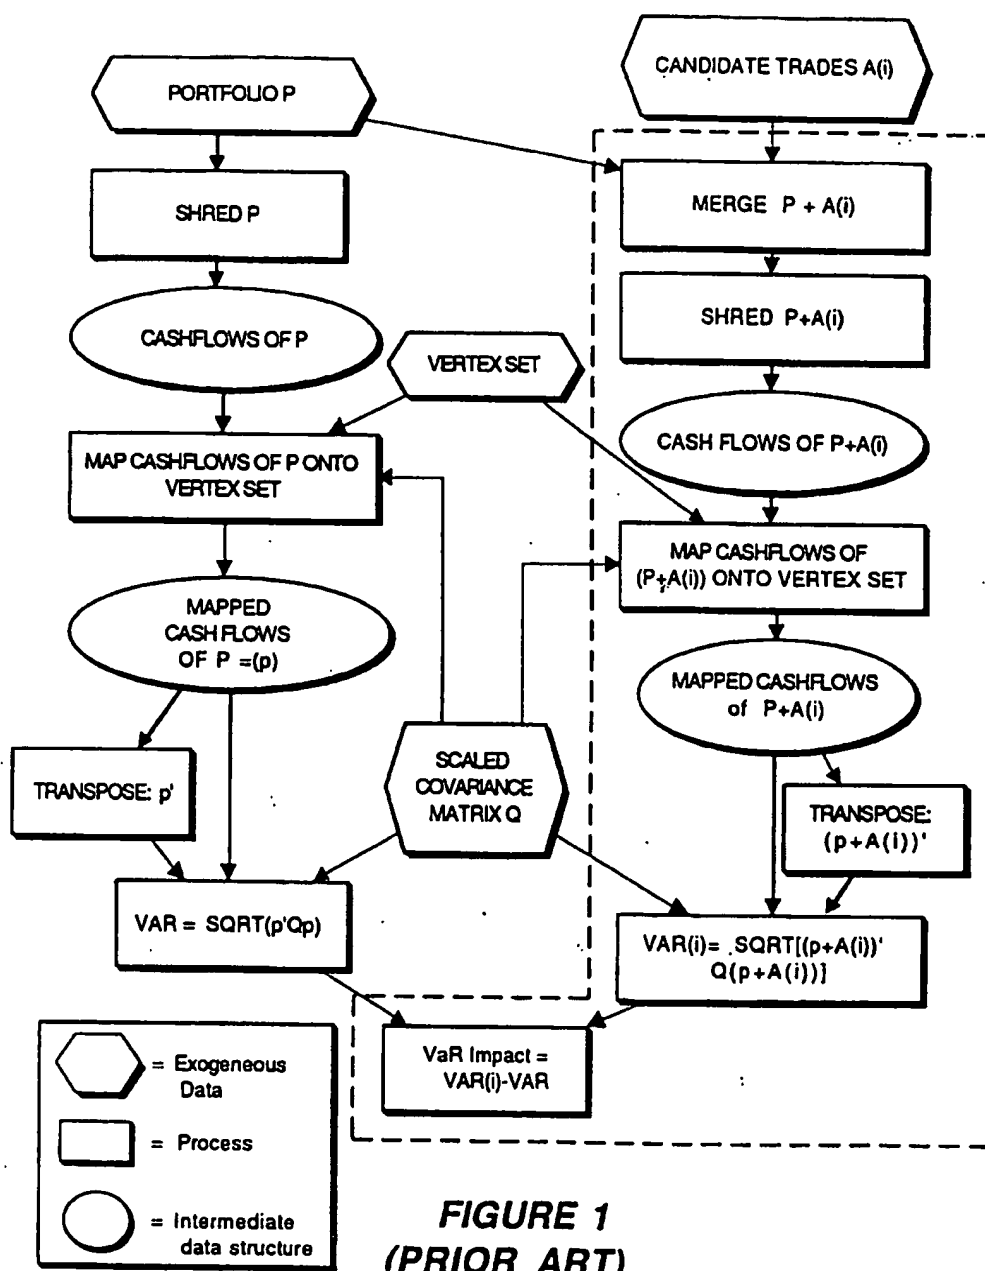 PORTFOLIO P
CANDIDATE TRADES A(i)
SHRED P
MERGE P + A(i)
CASHFLOWS OF P
SHRED P+A(i)
VERTEX SET
CASH FLOWS OF P+A(i)
MAP CASHFLOWS OF P ONTO
VERTEX SET
MAP CASHFLOWS OF
(P+A(i)) ONTO VERTEX SET
MAPPED
CASH FLOWS
OF P =(p)
MAPPED CASHFLOWS
of P+A(i)
TRANSPOSE: p'
SCALED
COVARIANCE
MATRIX Q
TRANSPOSE:
(p+A(i))'
VAR = SQRT(p'Qp)
VAR(i)= SQRT[(p+A(i))'
Q(p+A(i))]
VaR Impact =
VAR(i)-VAR
= Exogeneous
Data
= Process
= Intermediate
data structure
FIGURE 1
(PRIOR ART)